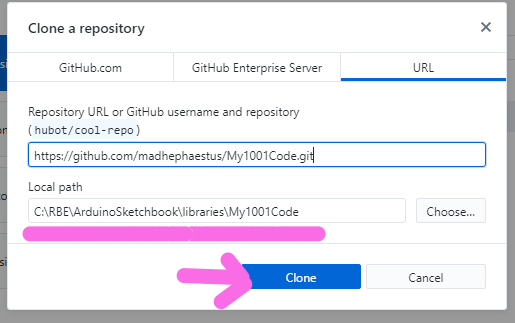 Clone a repository
GitHub.com
GitHub Enterprise Server
URL
Repository URL or GitHub username and repository
(hubot/cool-repo)
https://github.com/madhephaestus/My1001Code.git
Local path
C:\RBE\ArduinoSketchbook\libraries\My1001Code
Choose...
Clone
Cancel